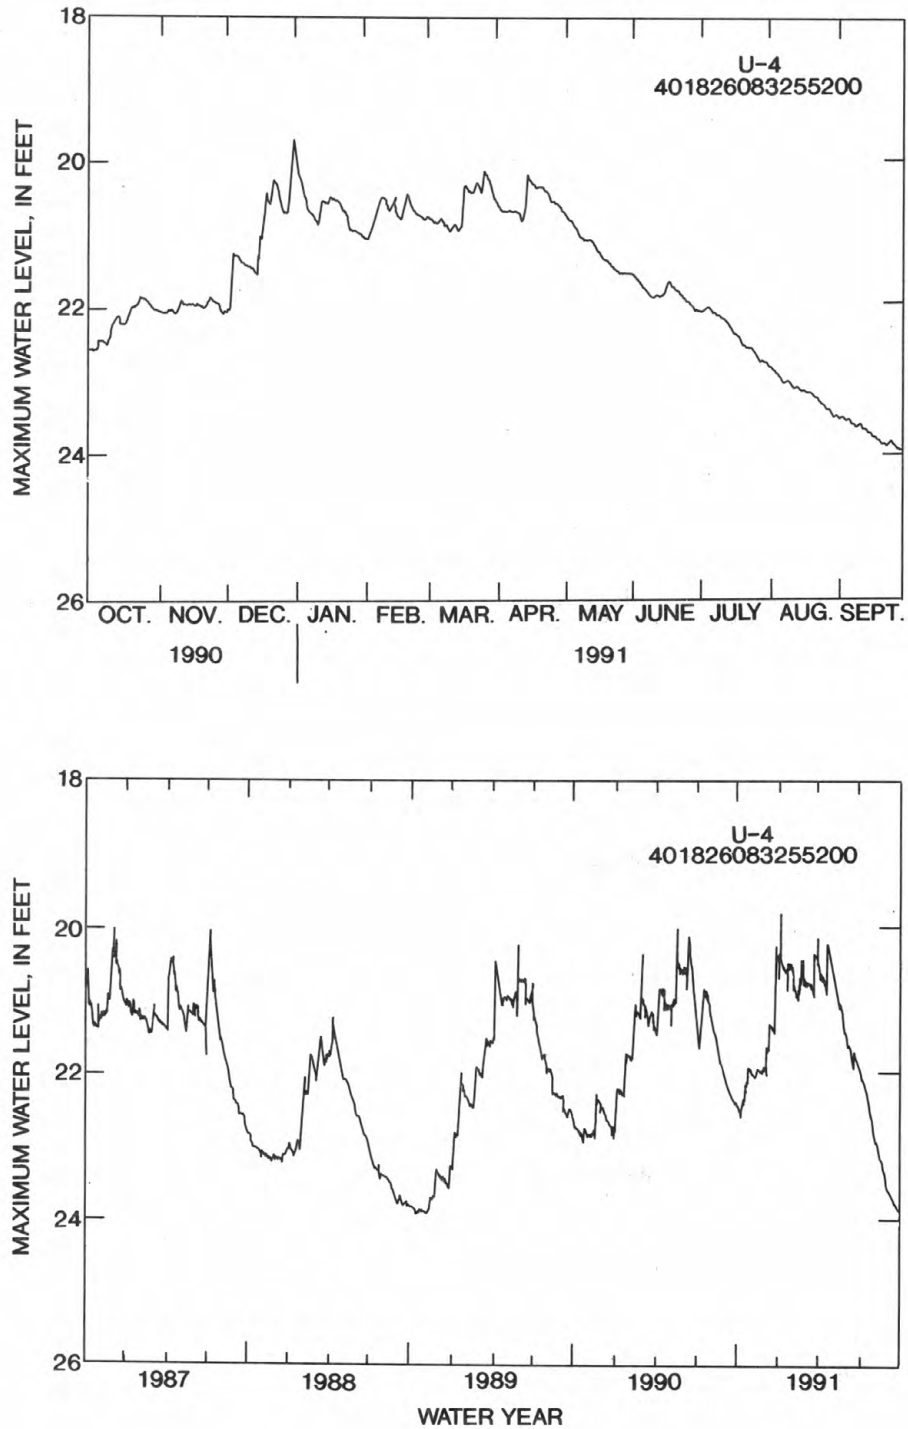 18
U-4
401826083255200
20
22
24
26
MAXIMUM WATER LEVEL, IN FEET
OCT. NOV. DEC. JAN. FEB. MAR. APR. MAY JUNE JULY AUG. SEPT.
1990 1991
18
U-4
401826083255200
20
22
24
26
MAXIMUM WATER LEVEL, IN FEET
1987 1988 1989 1990 1991
WATER YEAR